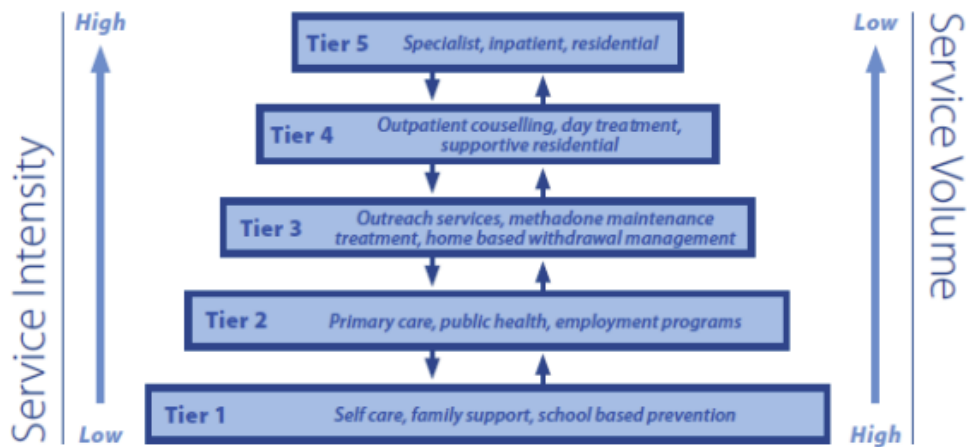 High
Low
Service Intensity
Service Volume
Tier 5 Specialist, inpatient, residential
Tier 4 Outpatient couselling, day treatment,
supportive residential
Tier 3 Outreach services, methadone maintenance
treatment, home based withdrawal management
Tier 2 Primary care, public health, employment programs
Tier 1 Self care, family support, school based prevention
Low
High